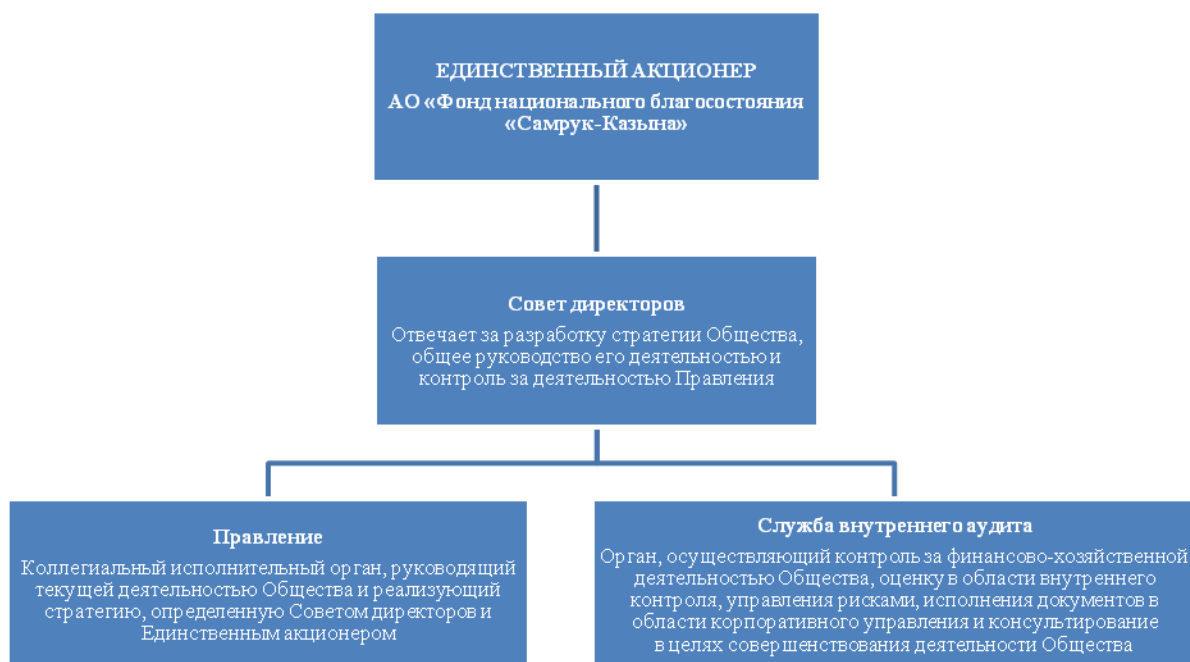 ЕДИНСТВЕННЫЙ АКЦИОНЕР
АО «Фонд национального благосостояния
«Самрук-Казына»
Совет директоров
Отвечает за разработку стратегии Общества,
общее руководство его деятельностью и
контроль за деятельностью Правления
Правление
Коллегиальный исполнительный орган, руководящий
текущей деятельностью Общества и реализующий
стратегию, определенную Советом директоров и
Единственным акционером
Служба внутреннего аудита
Орган, осуществляющий контроль за финансово-хозяйственной
деятельностью Общества, оценку в области внутреннего
контроля, управления рисками, исполнения документов в
области корпоративного управления и консультирование
в целях совершенствования деятельности Общества